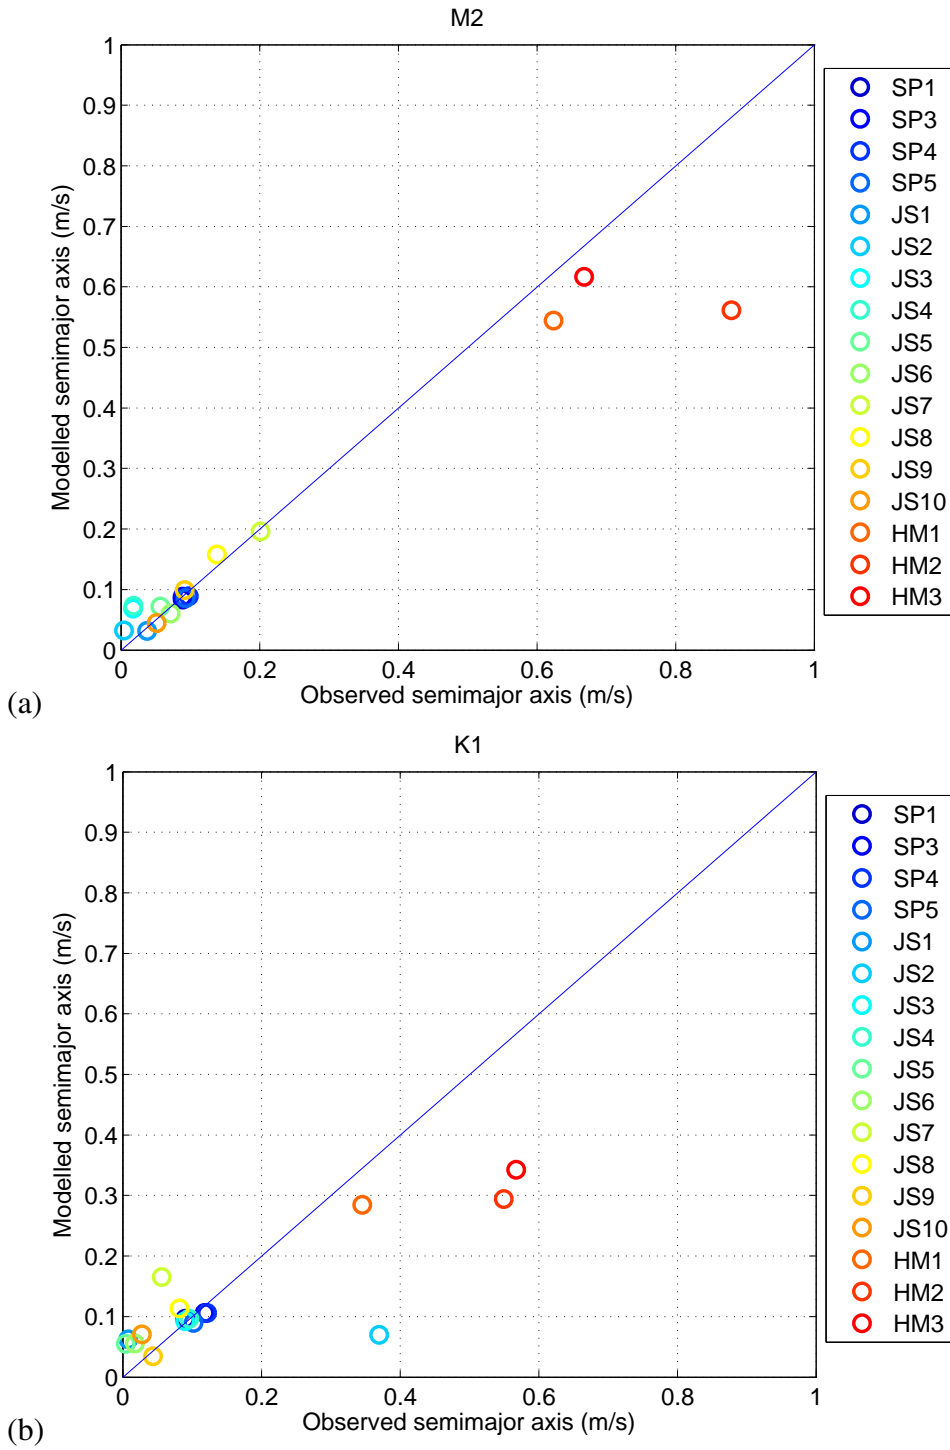 M2
1
0.9
0.8
0.7
0.6
0.5
0.4
0.3
0.2
0.1
0
Modelled semimajor axis (m/s)
0 0.2 0.4 0.6 0.8 1
Observed semimajor axis (m/s)
SP1
SP3
SP4
SP5
JS1
JS2
JS3
JS4
JS5
JS6
JS7
JS8
JS9
JS10
HM1
HM2
HM3
(a)
K1
1
0.9
0.8
0.7
0.6
0.5
0.4
0.3
0.2
0.1
0
Modelled semimajor axis (m/s)
0 0.2 0.4 0.6 0.8 1
Observed semimajor axis (m/s)
SP1
SP3
SP4
SP5
JS1
JS2
JS3
JS4
JS5
JS6
JS7
JS8
JS9
JS10
HM1
HM2
HM3
(b)